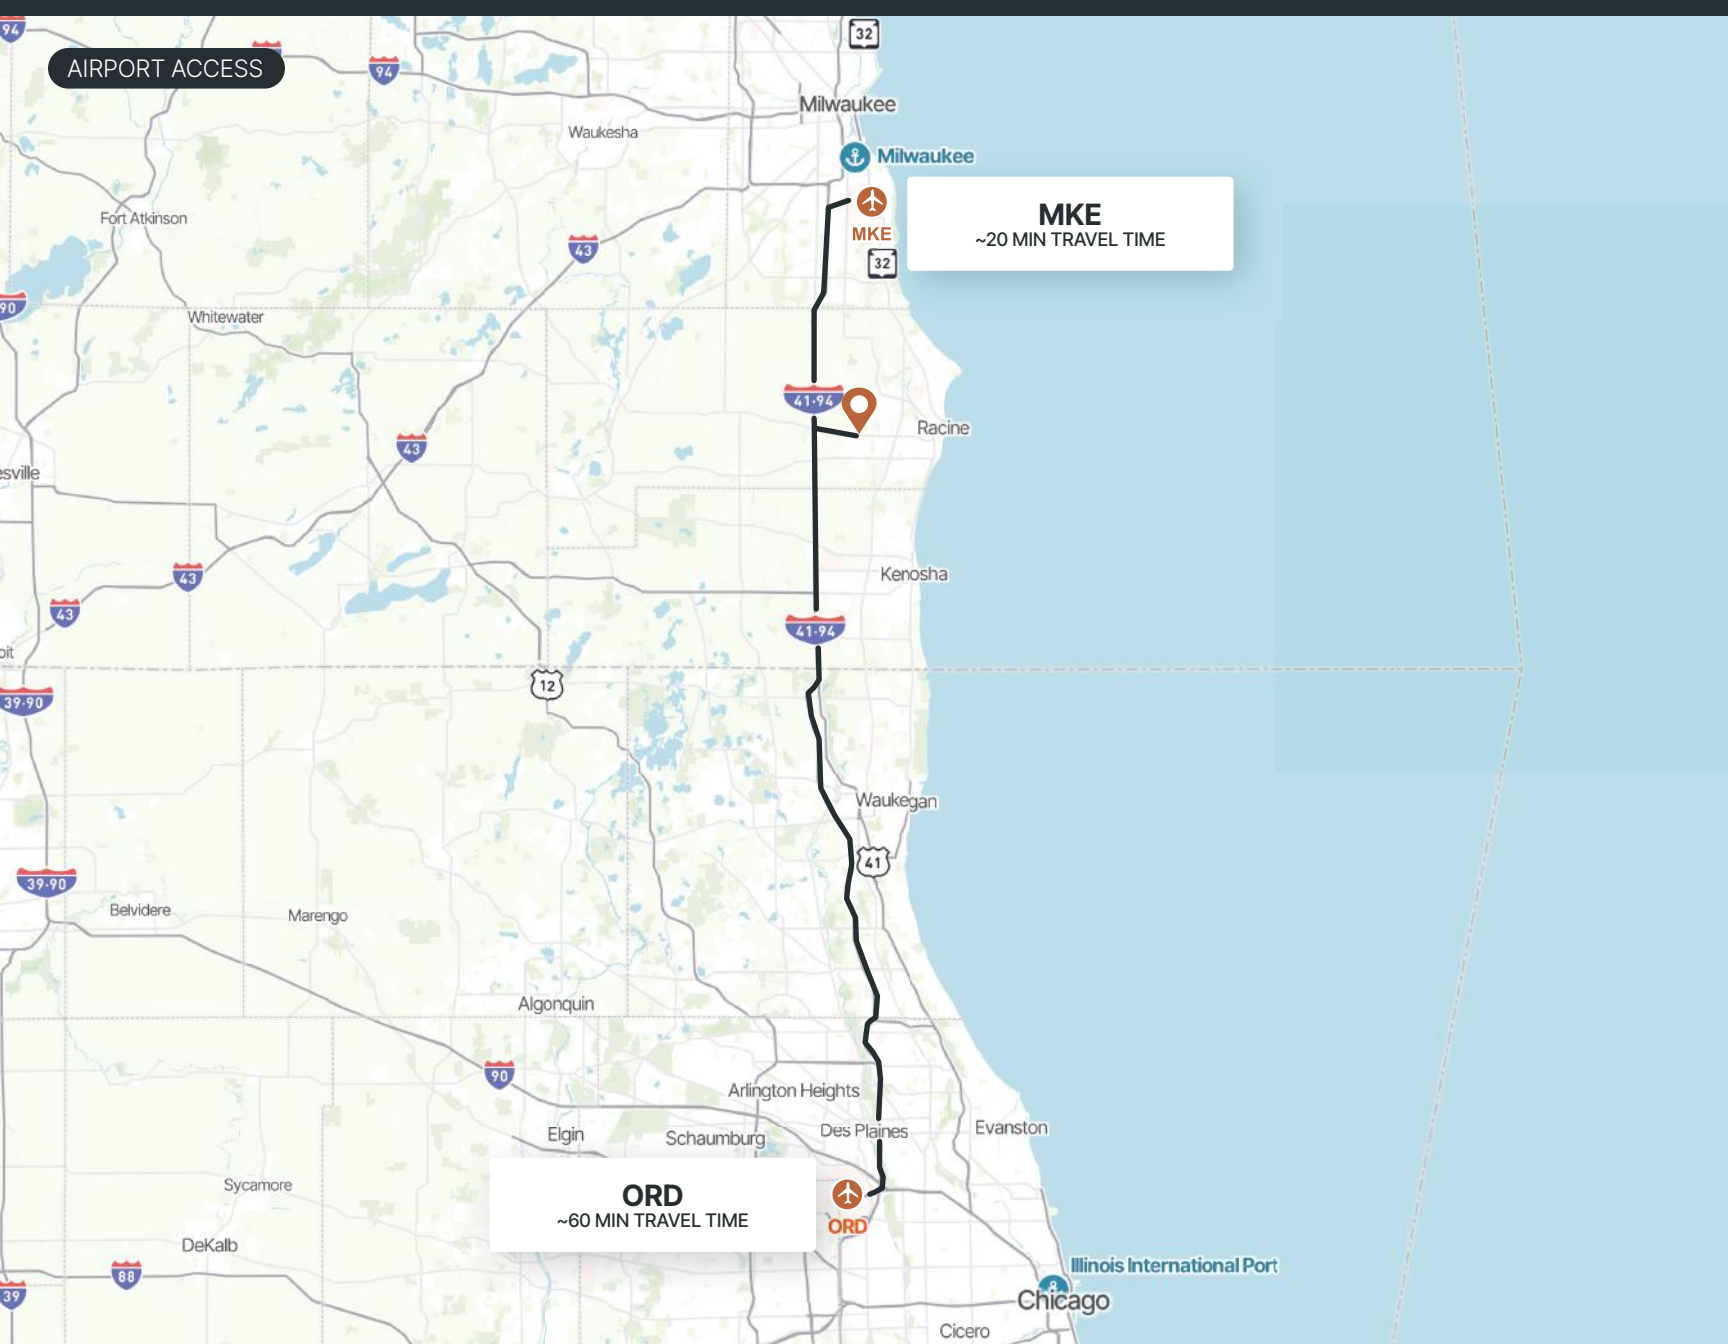 94
32
AIRPORT ACCESS
94
Milwaukee
Waukesha
Milwaukee
MKE
~20 MIN TRAVEL TIME
MKE
Fort Atkinson
43
32
90
Whitewater
41-94
Racine
43
esville
Kenosha
43
43
41-94
oit
12
39-90
Waukegan
41
39-90
Belvidere
Marengo
Algonquin
90
Arlington Heights
Elgin
Schaumburg
Des Plaines
Evanston
Sycamore
ORD
~60 MIN TRAVEL TIME
ORD
DeKalb
88
Illinois International Port
39
Chicago
Cicero